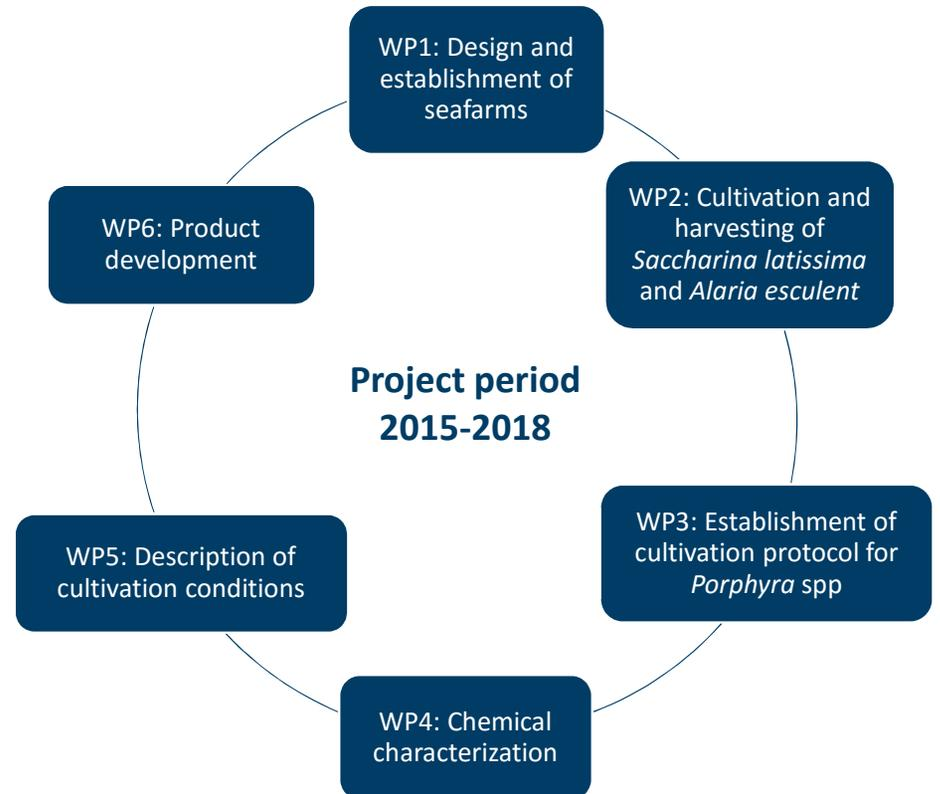 WP1: Design and
establishment of
seafarms
WP2: Cultivation and
harvesting of
Saccharina latissima
and Alaria esculent
WP3: Establishment of
cultivation protocol for
Porphyra spp
WP4: Chemical
characterization
WP5: Description of
cultivation conditions
WP6: Product
development
Project period
2015-2018